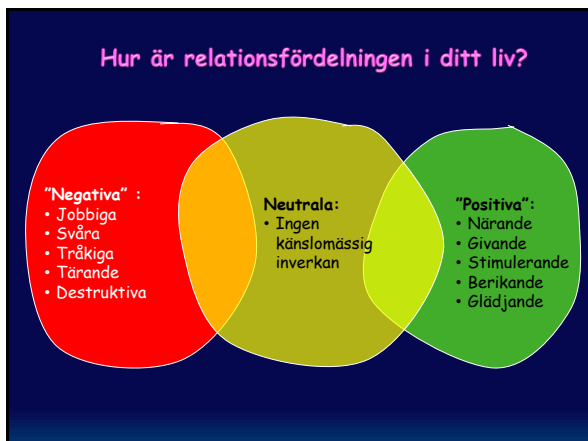 Hur är relationsfördelningen i ditt liv?
"Negativa" :
• Jobbiga
• Svåra
• Tråkiga
• Tärande
• Destruktiva
Neutrala:
• Ingen
känslomässig
inverkan
"Positiva":
• Närande
• Givande
• Stimulerande
• Berikande
• Glädjande